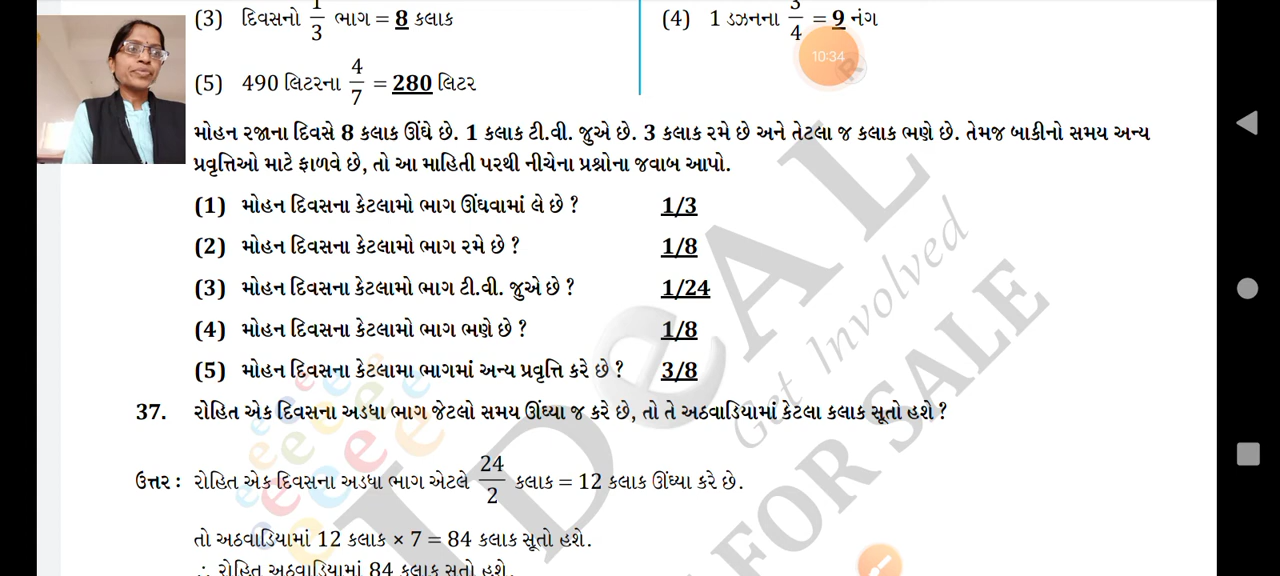 (3) દિવસનો 1/3 ભાગ = 8 કલાક
(4) 1 ડઝનના 3/4 = 9 નંગ
10:34
(5) 490 લિટરના 4/7 = 280 લિટર
મોહન રજાના દિવસે 8 કલાક ઊંઘે છે. 1 કલાક ટી.વી. જુએ છે. 3 કલાક રમે છે અને તેટલા જ કલાક ભણે છે. તેમજ બાકીનો સમય અન્ય
પ્રવૃત્તિઓ માટે ફાળવે છે, તો આ માહિતી પરથી નીચેના પ્રશ્નોના જવાબ આપો.
(1) મોહન દિવસના કેટલામો ભાગ ઊંઘવામાં લે છે ? 1/3
(2) મોહન દિવસના કેટલામો ભાગ રમે છે ? 1/8
(3) મોહન દિવસના કેટલામો ભાગ ટી.વી. જુએ છે ? 1/24
(4) મોહન દિવસના કેટલામો ભાગ ભણે છે ? 1/8
(5) મોહન દિવસના કેટલામા ભાગમાં અન્ય પ્રવૃત્તિ કરે છે ? 3/8
37. રોહિત એક દિવસના અડધા ભાગ જેટલો સમય ઊંઘ્યા જ કરે છે, તો તે અઠવાડિયામાં કેટલા કલાક સૂતો હશે ?
ઉત્તર : રોહિત એક દિવસના અડધા ભાગ એટલે 24/2 કલાક = 12 કલાક ઊંઘ્યા કરે છે.
તો અઠવાડિયામાં 12 કલાક × 7 = 84 કલાક સૂતો હશે.
∴ રોહિત અઠવાડિયામાં 84 કલાક સૂતો હશે.
IDeAL
Get Involved
FOR SALE